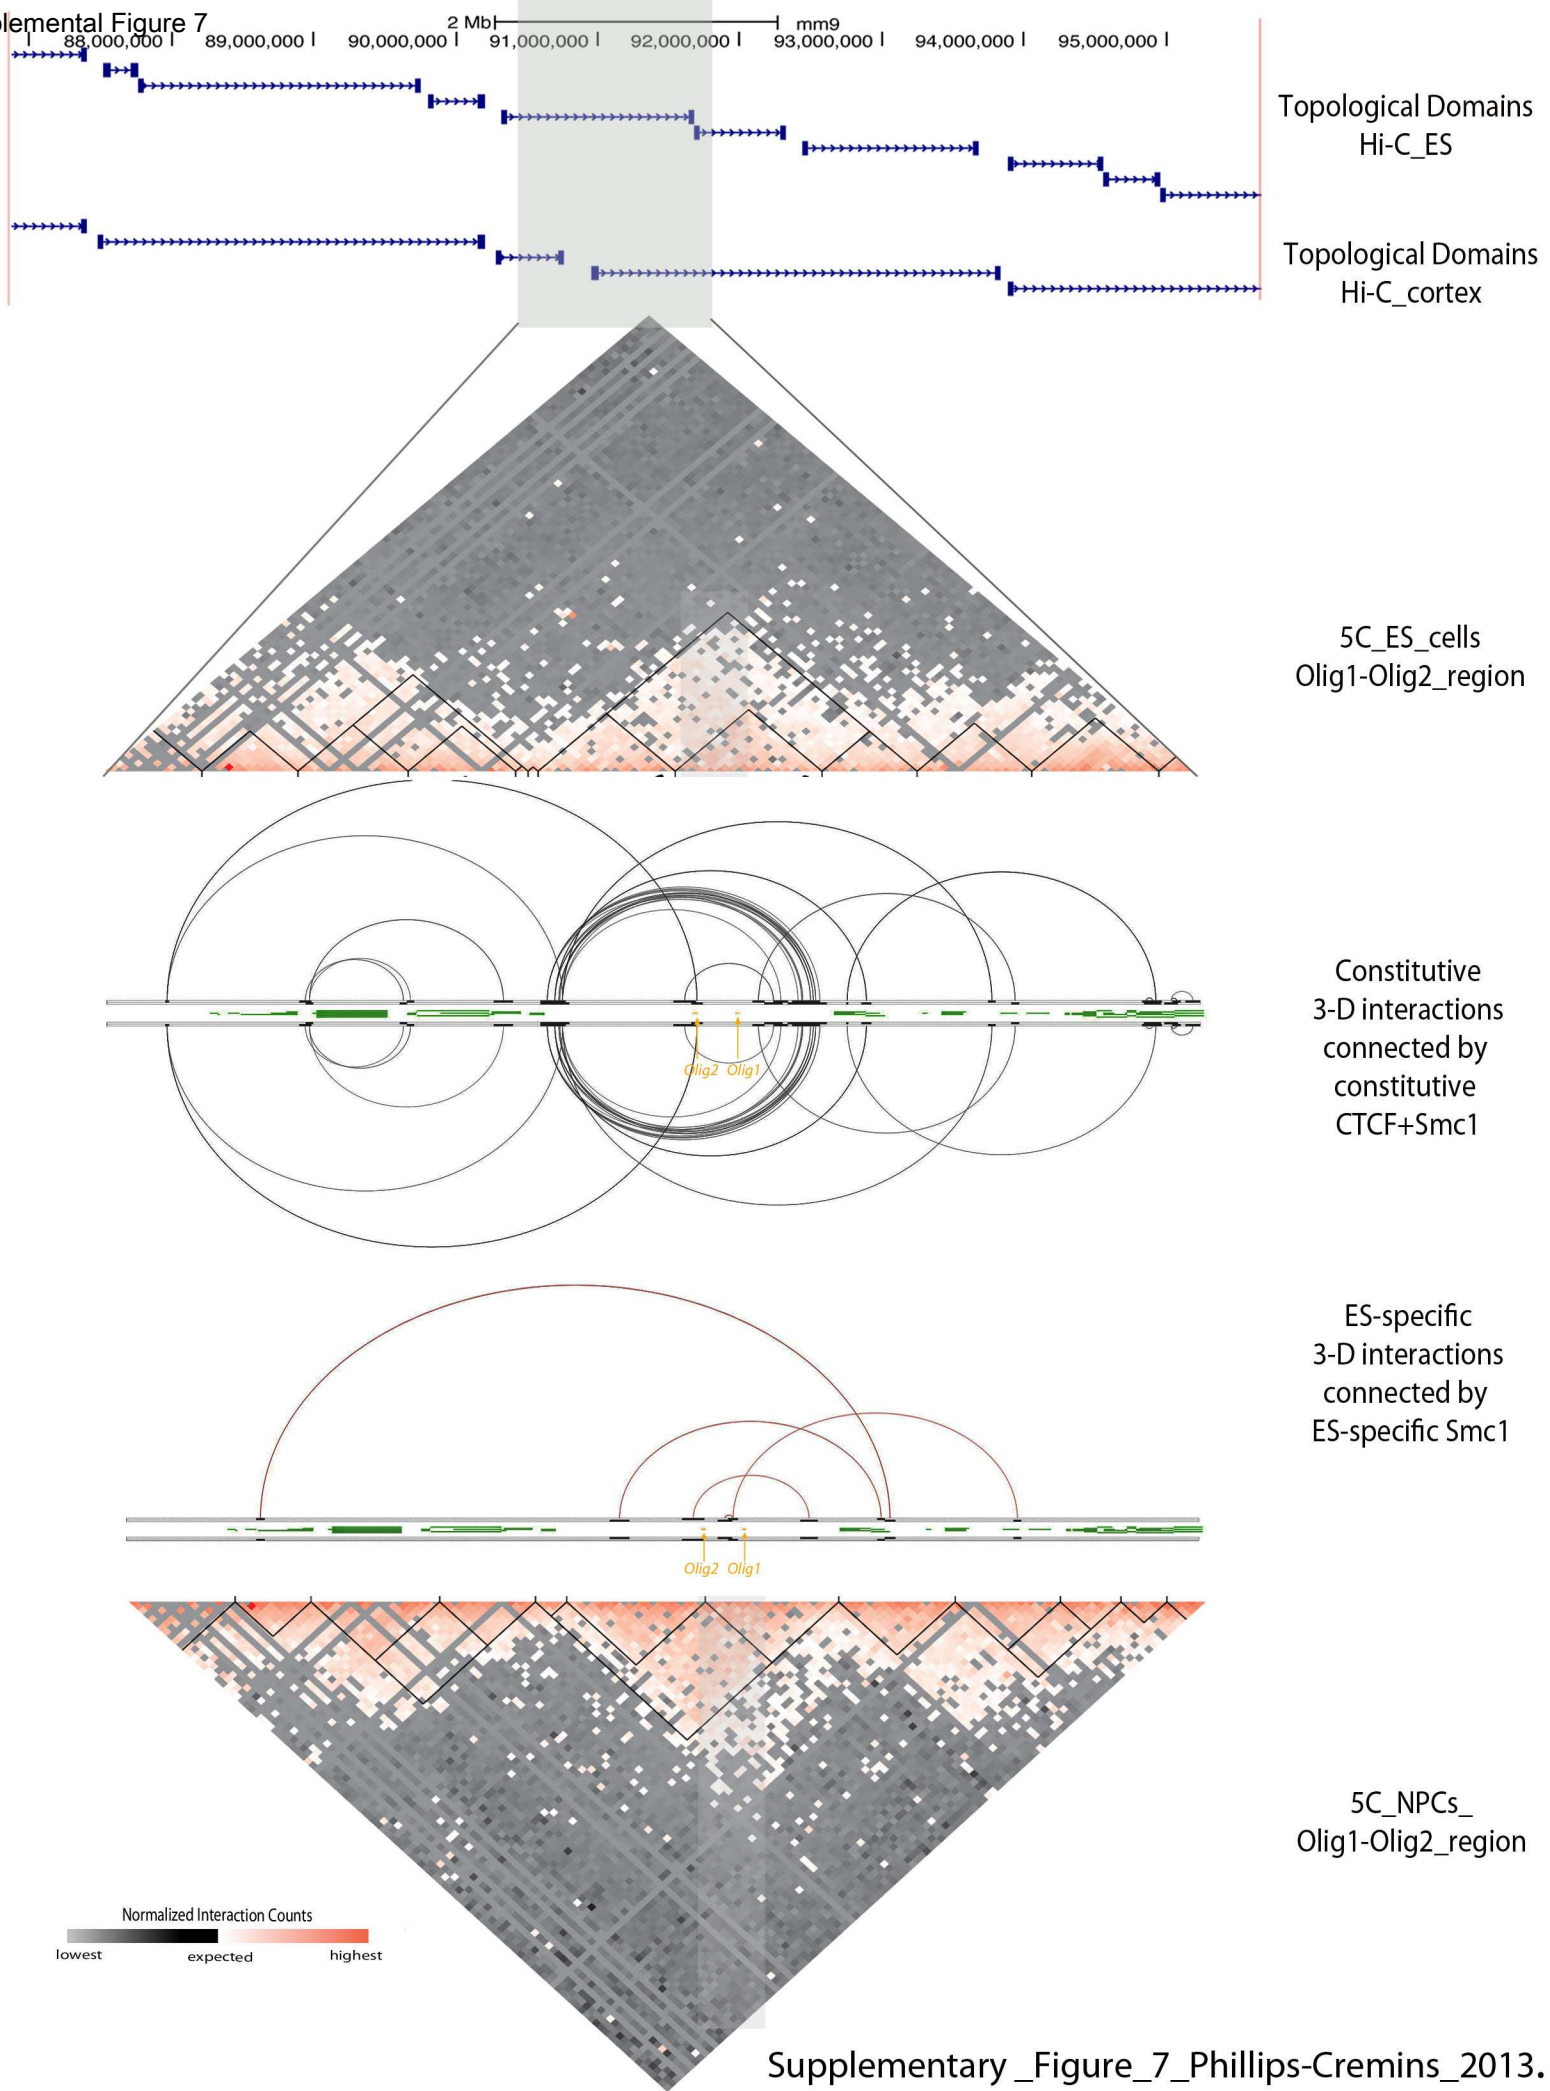 plemental Figure 7
2 Mb mm9
88,000,000 89,000,000 90,000,000 91,000,000 92,000,000 93,000,000 94,000,000 95,000,000
Topological Domains
Hi-C_ES
Topological Domains
Hi-C_cortex
5C_ES_cells
Olig1-Olig2_region
Constitutive
3-D interactions
connected by
constitutive
CTCF+Smc1
Olig2 Olig1
ES-specific
3-D interactions
connected by
ES-specific Smc1
Olig2 Olig1
5C_NPCs_
Olig1-Olig2_region
Normalized Interaction Counts
lowest expected highest
Supplementary _Figure_7_Phillips-Cremins_2013.